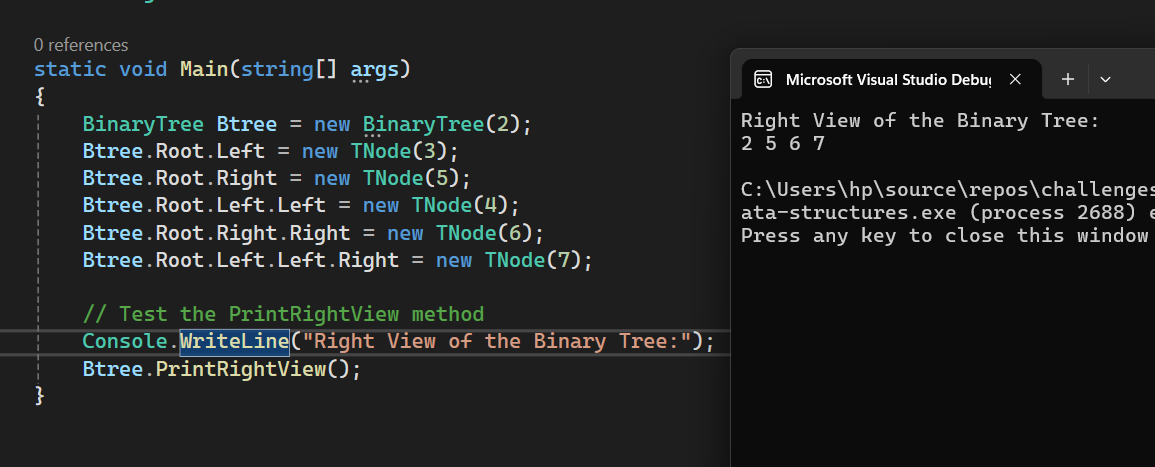 0 references
static void Main(string[] args)
{
BinaryTree Btree = new BinaryTree(2);
Btree.Root.Left = new TNode(3);
Btree.Root.Right = new TNode(5);
Btree.Root.Left.Left = new TNode(4);
Btree.Root.Right.Right = new TNode(6);
Btree.Root.Left.Left.Right = new TNode(7);
// Test the PrintRightView method
Console.WriteLine("Right View of the Binary Tree:");
Btree.PrintRightView();
}
Microsoft Visual Studio Debug
Right View of the Binary Tree:
2 5 6 7
C:\Users\hp\source\repos\challenges
ata-structures.exe (process 2688) e
Press any key to close this window